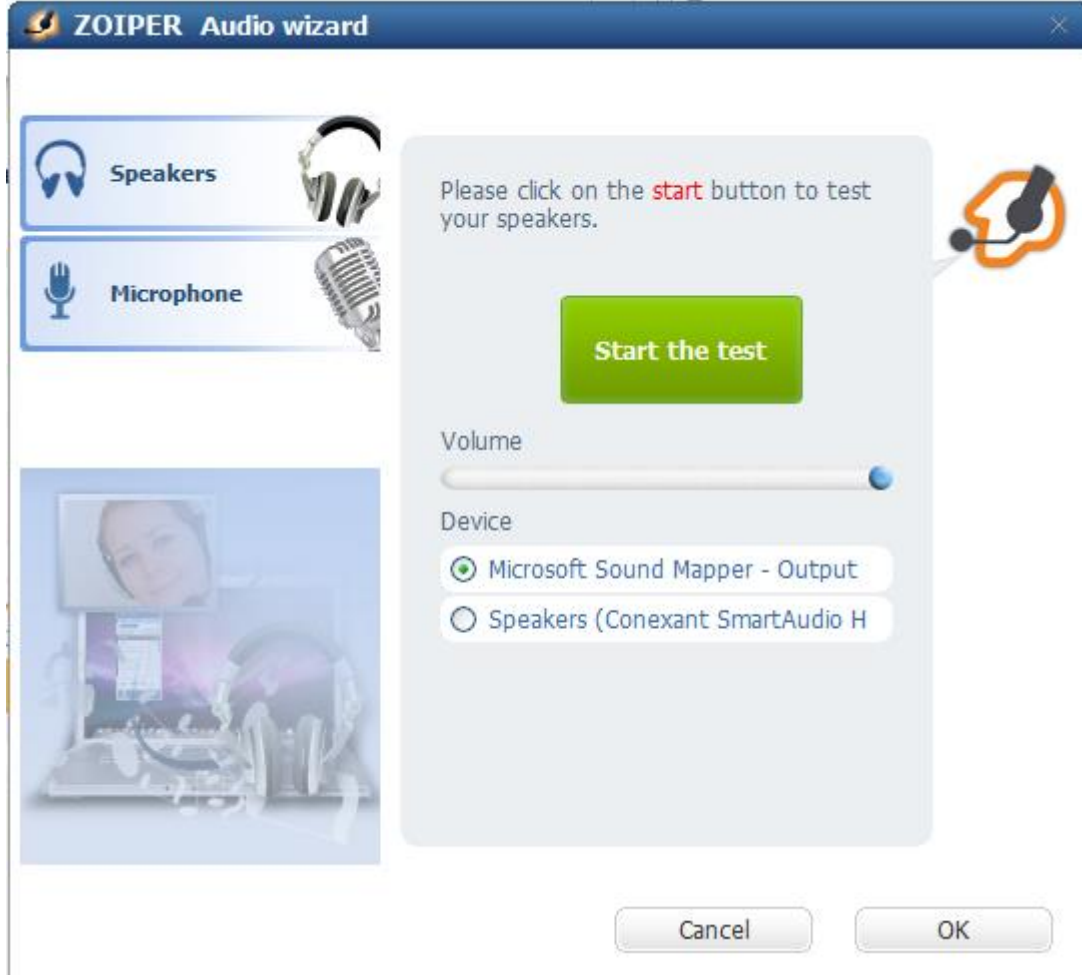 ZOIPER Audio wizard
Speakers
Microphone
Please click on the start button to test
your speakers.
Start the test
Volume
Device
Microsoft Sound Mapper - Output
Speakers (Conexant SmartAudio H
Cancel
OK